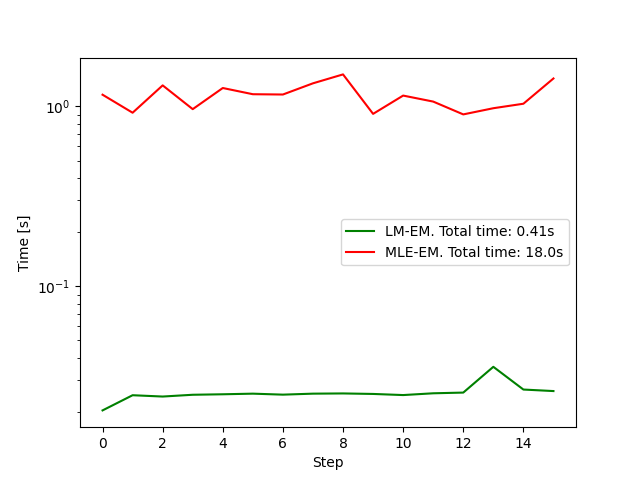 10⁰
10⁻¹
Time [s]
LM-EM. Total time: 0.41s
MLE-EM. Total time: 18.0s
0 2 4 6 8 10 12 14
Step